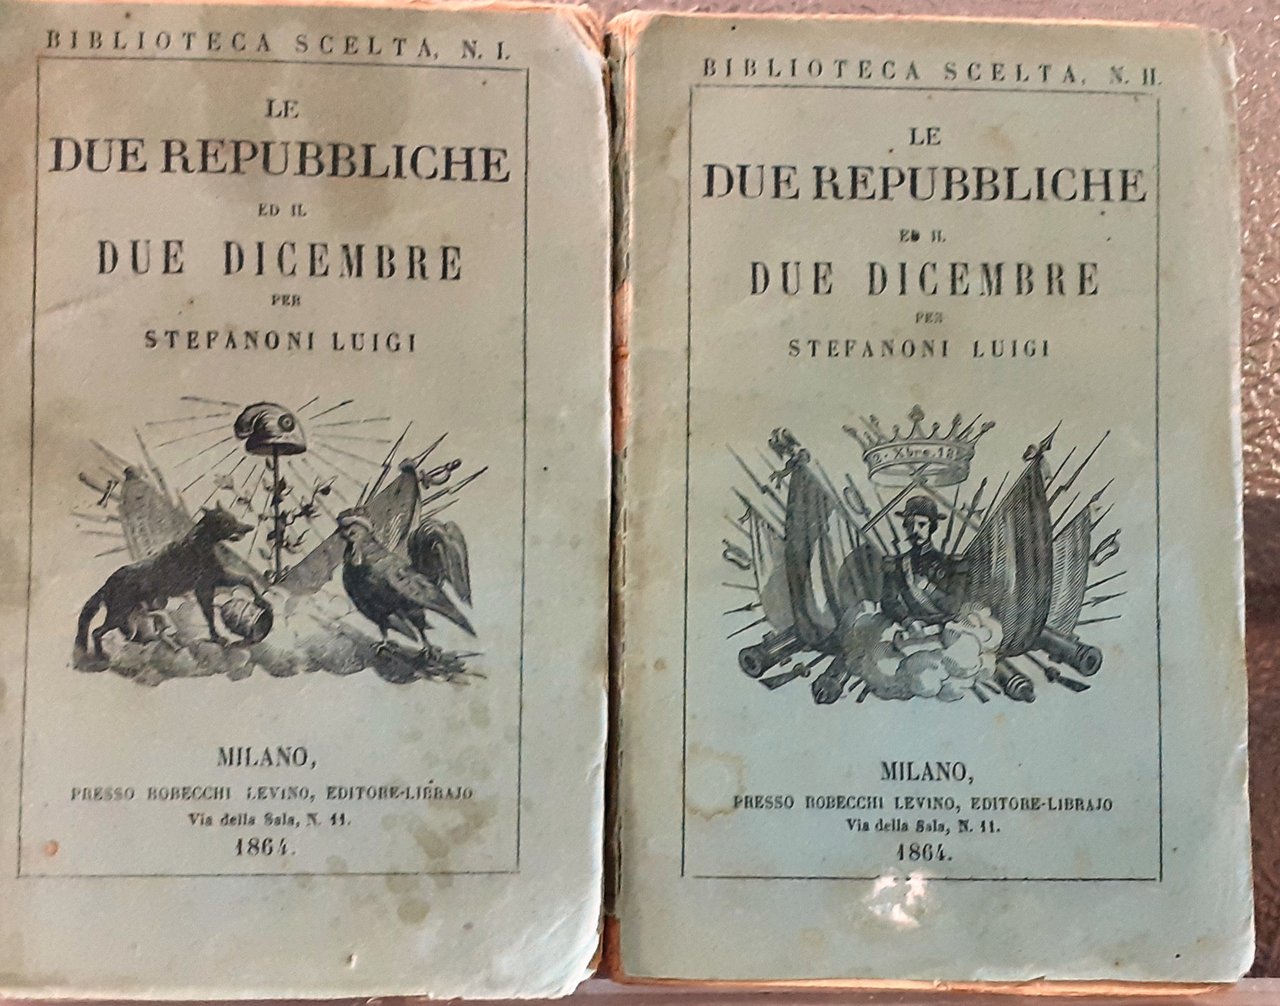 BIBLIOTECA SCELTA, N. I.
LE
DUE REPUBBLICHE
ED IL
DUE DICEMBRE
PER
STEFANONI LUIGI
MILANO,
PRESSO ROBECCHI LEVINO, EDITORE-LIBRAJO
Via della Sala, N. 11.
1864.
BIBLIOTECA SCELTA, N. II.
LE
DUE REPUBBLICHE
ED IL
DUE DICEMBRE
PER
STEFANONI LUIGI
2. Xbre.
MILANO,
PRESSO ROBECCHI LEVINO, EDITORE-LIBRAJO
Via della Sala, N. 11.
1864.